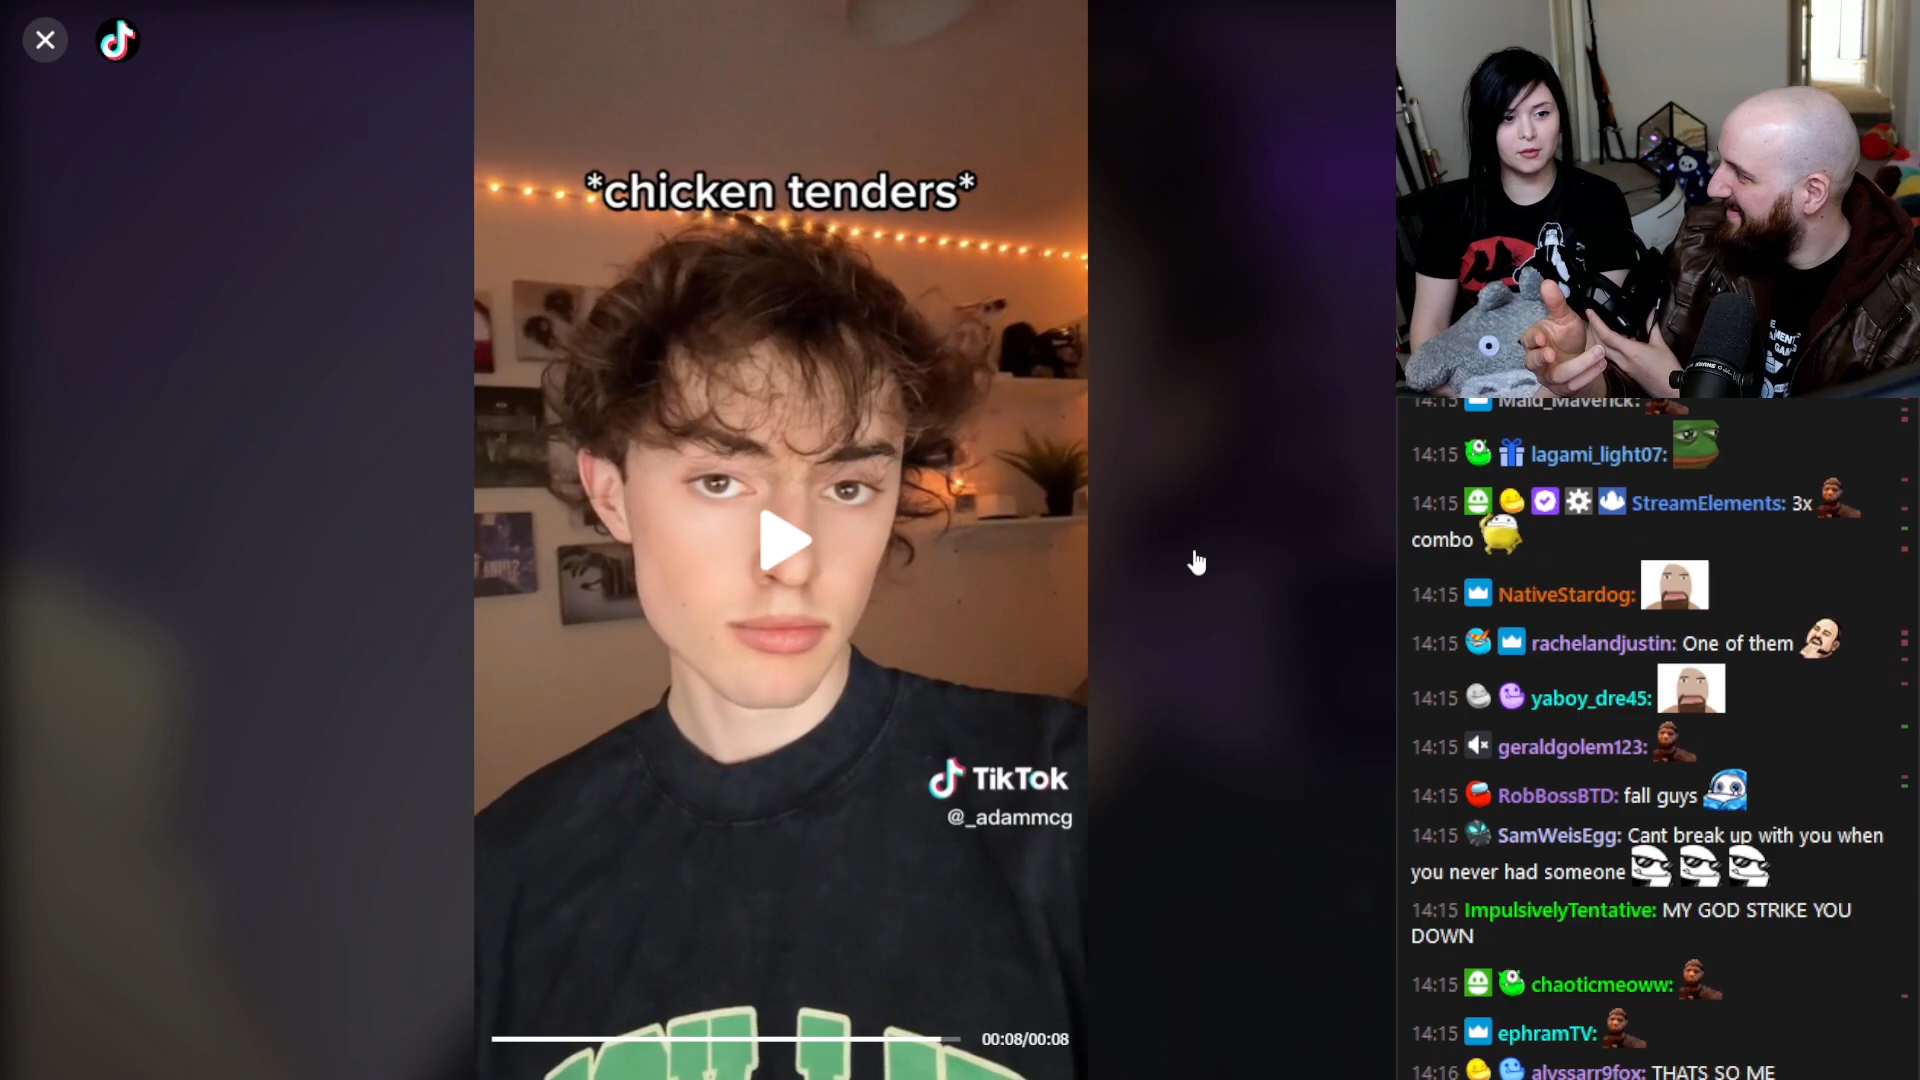 *chicken tenders*
TikTok
@_adammcg
00:08/00:08
14:15 Maid_Maverick:
14:15 lagami_light07:
14:15 StreamElements: 3x
combo
14:15 NativeStardog:
14:15 rachelandjustin: One of them
14:15 yaboy_dre45:
14:15 geraldgolem123:
14:15 RobBossBTD: fall guys
14:15 SamWeisEgg: Cant break up with you when
you never had someone
14:15 ImpulsivelyTentative: MY GOD STRIKE YOU
DOWN
14:15 chaoticmeoww:
14:15 ephramTV:
14:16 alyssarr9fox: THATS SO ME